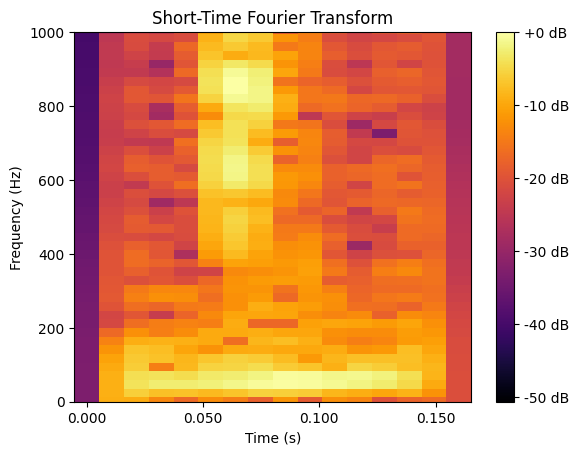 Short-Time Fourier Transform
Frequency (Hz)
1000
800
600
400
200
0
0.000
0.050
0.100
0.150
Time (s)
+0 dB
-10 dB
-20 dB
-30 dB
-40 dB
-50 dB